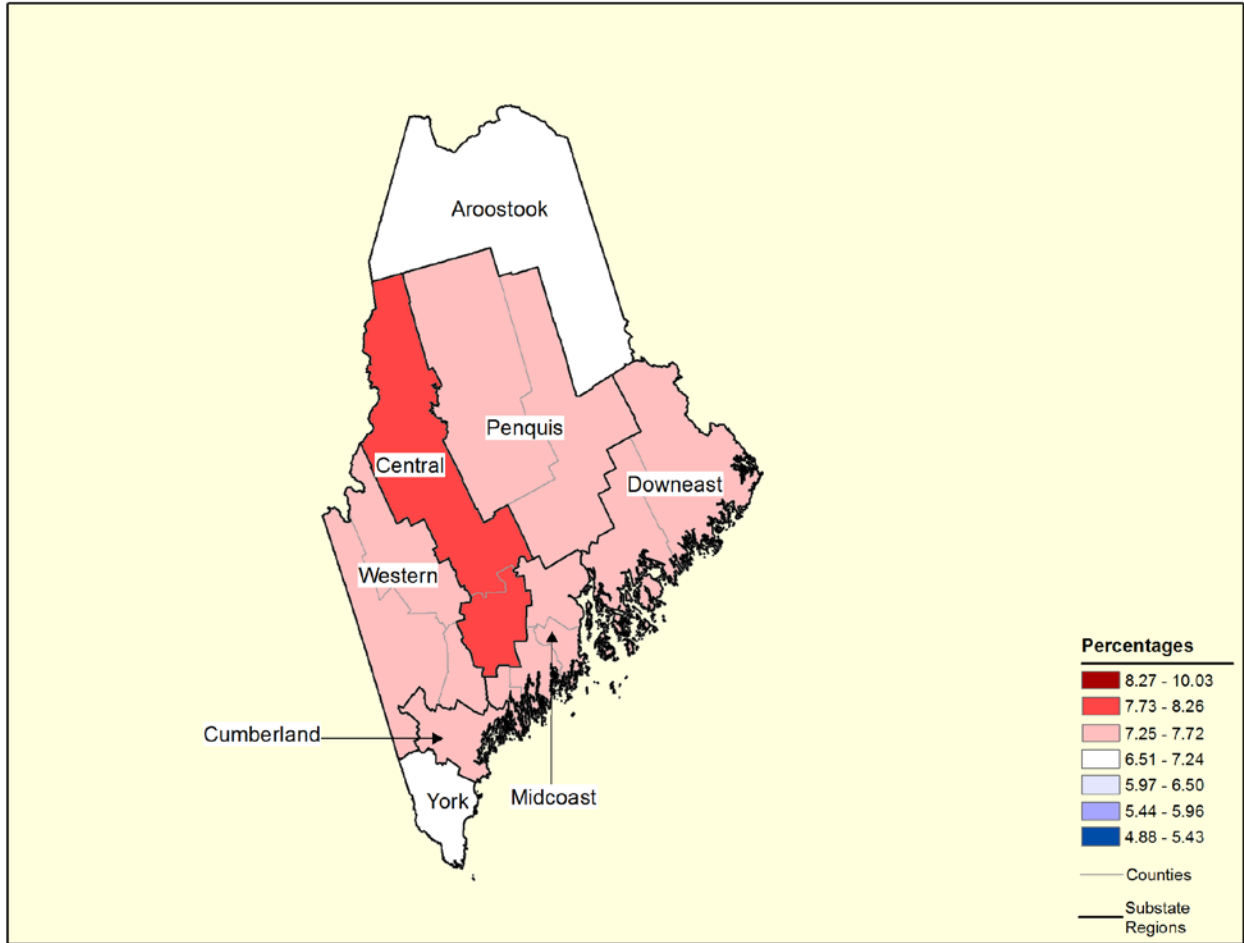 Aroostook
Penquis
Central
Downeast
Western
Cumberland
Midcoast
York
Percentages
8.27 - 10.03
7.73 - 8.26
7.25 - 7.72
6.51 - 7.24
5.97 - 6.50
5.44 - 5.96
4.88 - 5.43
Counties
Substate
Regions